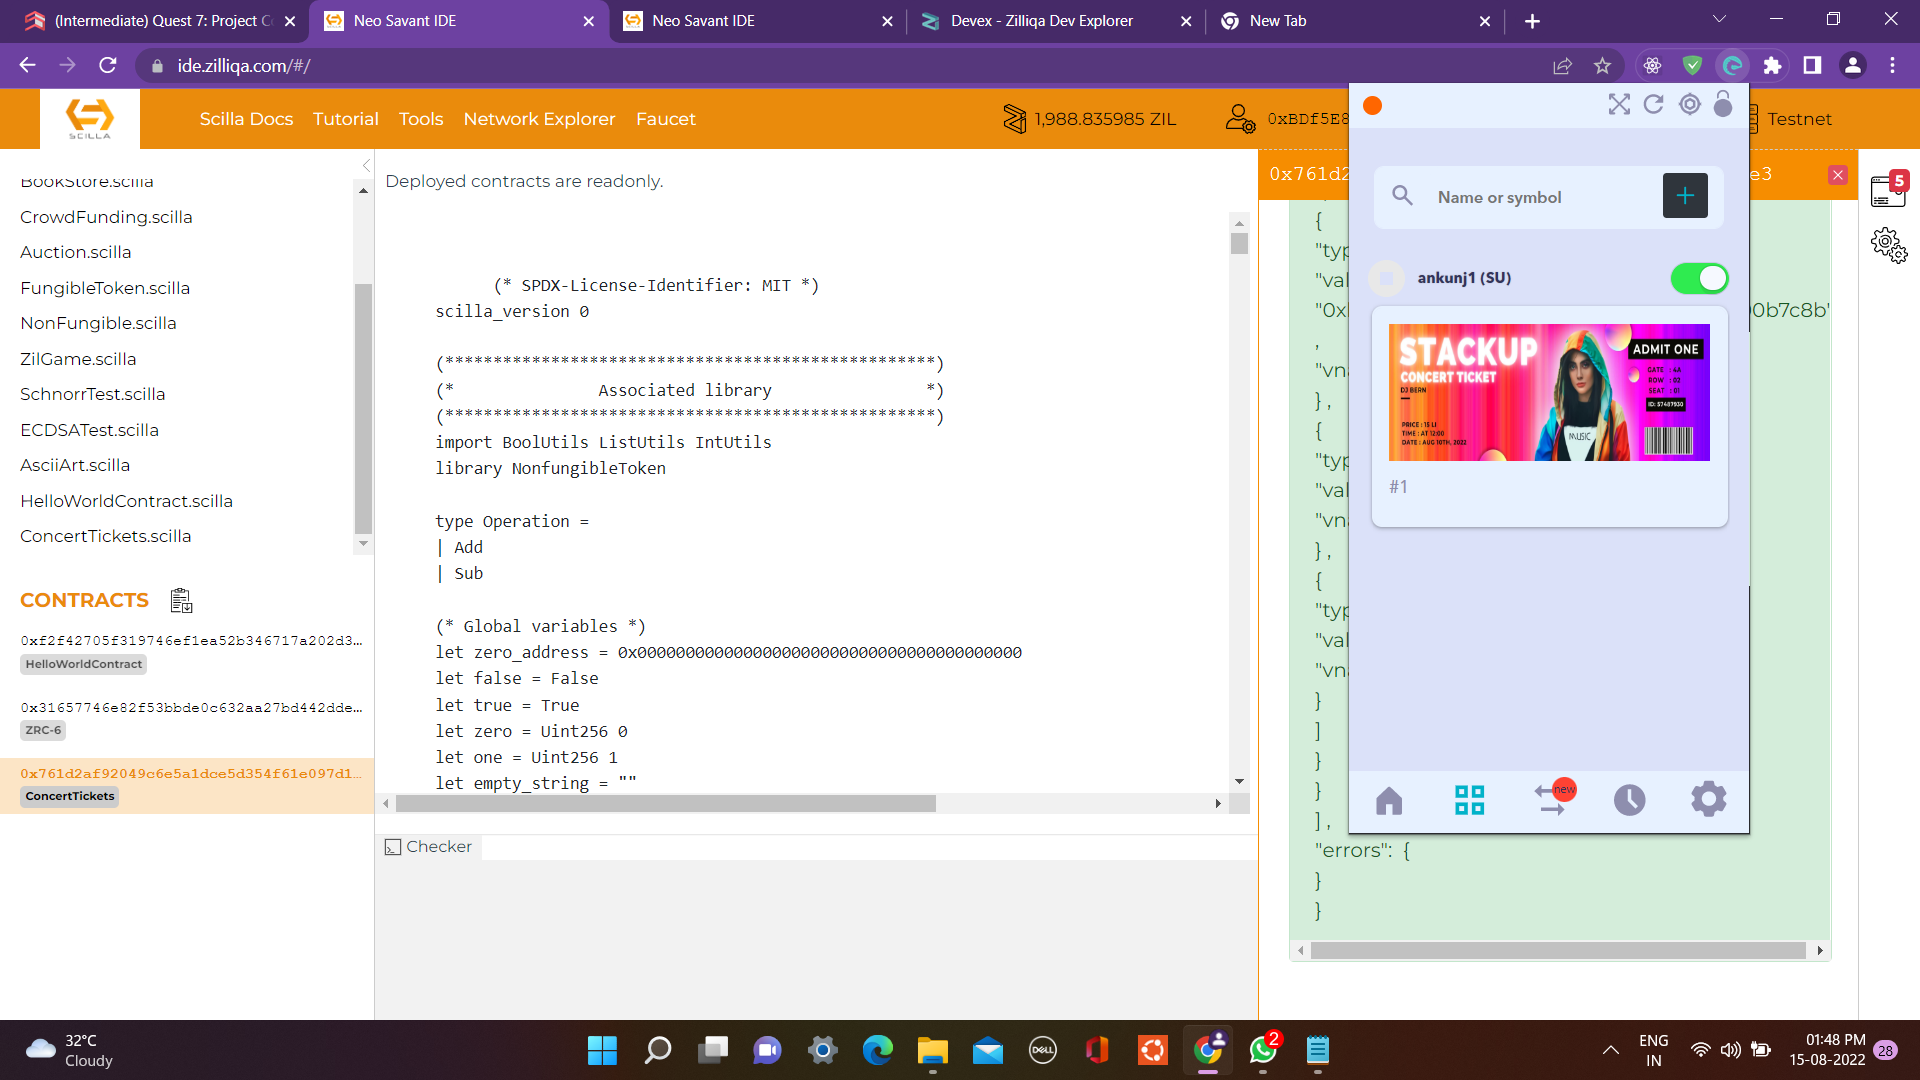 (Intermediate) Quest 7: Project C
Neo Savant IDE
Neo Savant IDE
Devex - Zilliqa Dev Explorer
New Tab
ide.zilliqa.com/#/
SCILLA
Scilla Docs
Tutorial
Tools
Network Explorer
Faucet
1,988.835985 ZIL
0xBDf5E8
Testnet
BookStore.scilla
CrowdFunding.scilla
Auction.scilla
FungibleToken.scilla
NonFungible.scilla
ZilGame.scilla
SchnorrTest.scilla
ECDSATest.scilla
AsciiArt.scilla
HelloWorldContract.scilla
ConcertTickets.scilla
CONTRACTS
0xf2f42705f319746ef1ea52b346717a202d3...
HelloWorldContract
0x31657746e82f53bbde0c632aa27bd442dde...
ZRC-6
0x761d2af92049c6e5a1dce5d354f61e097d1...
ConcertTickets
Deployed contracts are readonly.
(* SPDX-License-Identifier: MIT *)
scilla_version 0
(***************************************************)
(* Associated library *)
(***************************************************)
import BoolUtils ListUtils IntUtils
library NonfungibleToken
type Operation =
| Add
| Sub
(* Global variables *)
let zero_address = 0x0000000000000000000000000000000000000000
let false = False
let true = True
let zero = Uint256 0
let one = Uint256 1
let empty_string = ""
Checker
0x761d2
e3
{
"typ
"val
"0x
00b7c8b"
,
"vna
},
{
"typ
"val
"vna
},
{
"typ
"val
"vna
}
]
}
}
],
"errors": {
}
}
5
Name or symbol
+
ankunj1 (SU)
STACKUP
CONCERT TICKET
DJ BERN
PRICE : 15 LI
TIME : AT 12:00
DATE : AUG 10TH, 2022
MUSIC
ADMIT ONE
GATE : 4A
ROW : 02
SEAT : 01
ID: 57487930
#1
new
32°C
Cloudy
DELL
2
ENG
IN
01:48 PM
15-08-2022
28